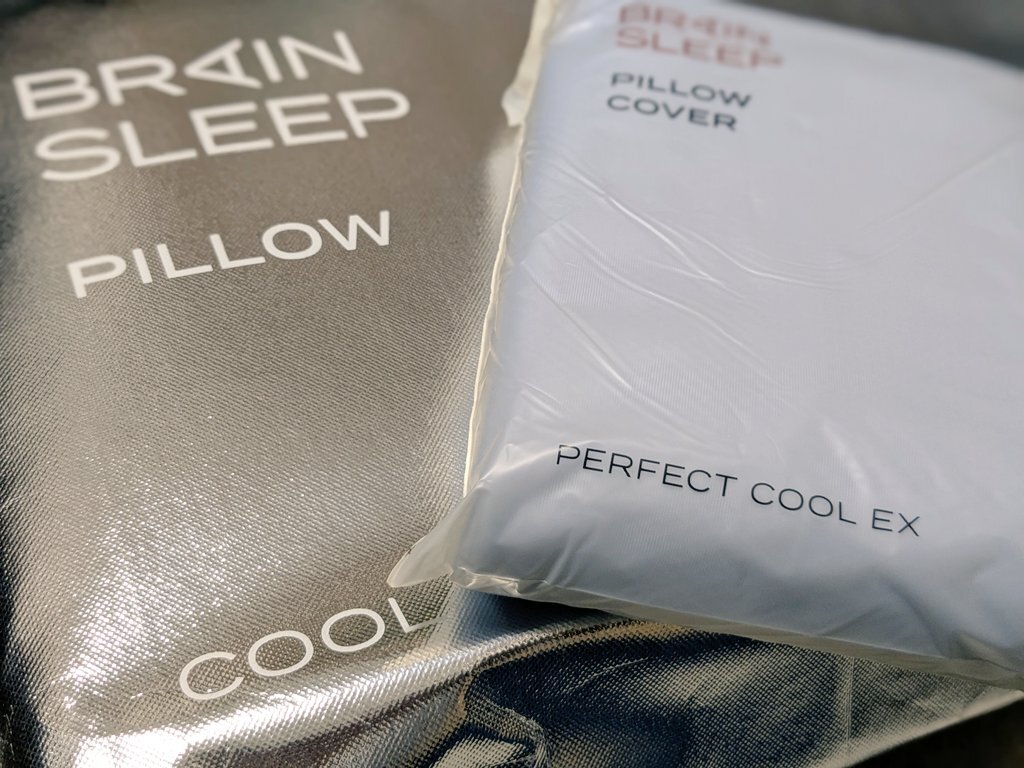 BRAIN
SLEEP
PILLOW
COOL
BRAIN
SLEEP
PILLOW
COVER
PERFECT COOL EX